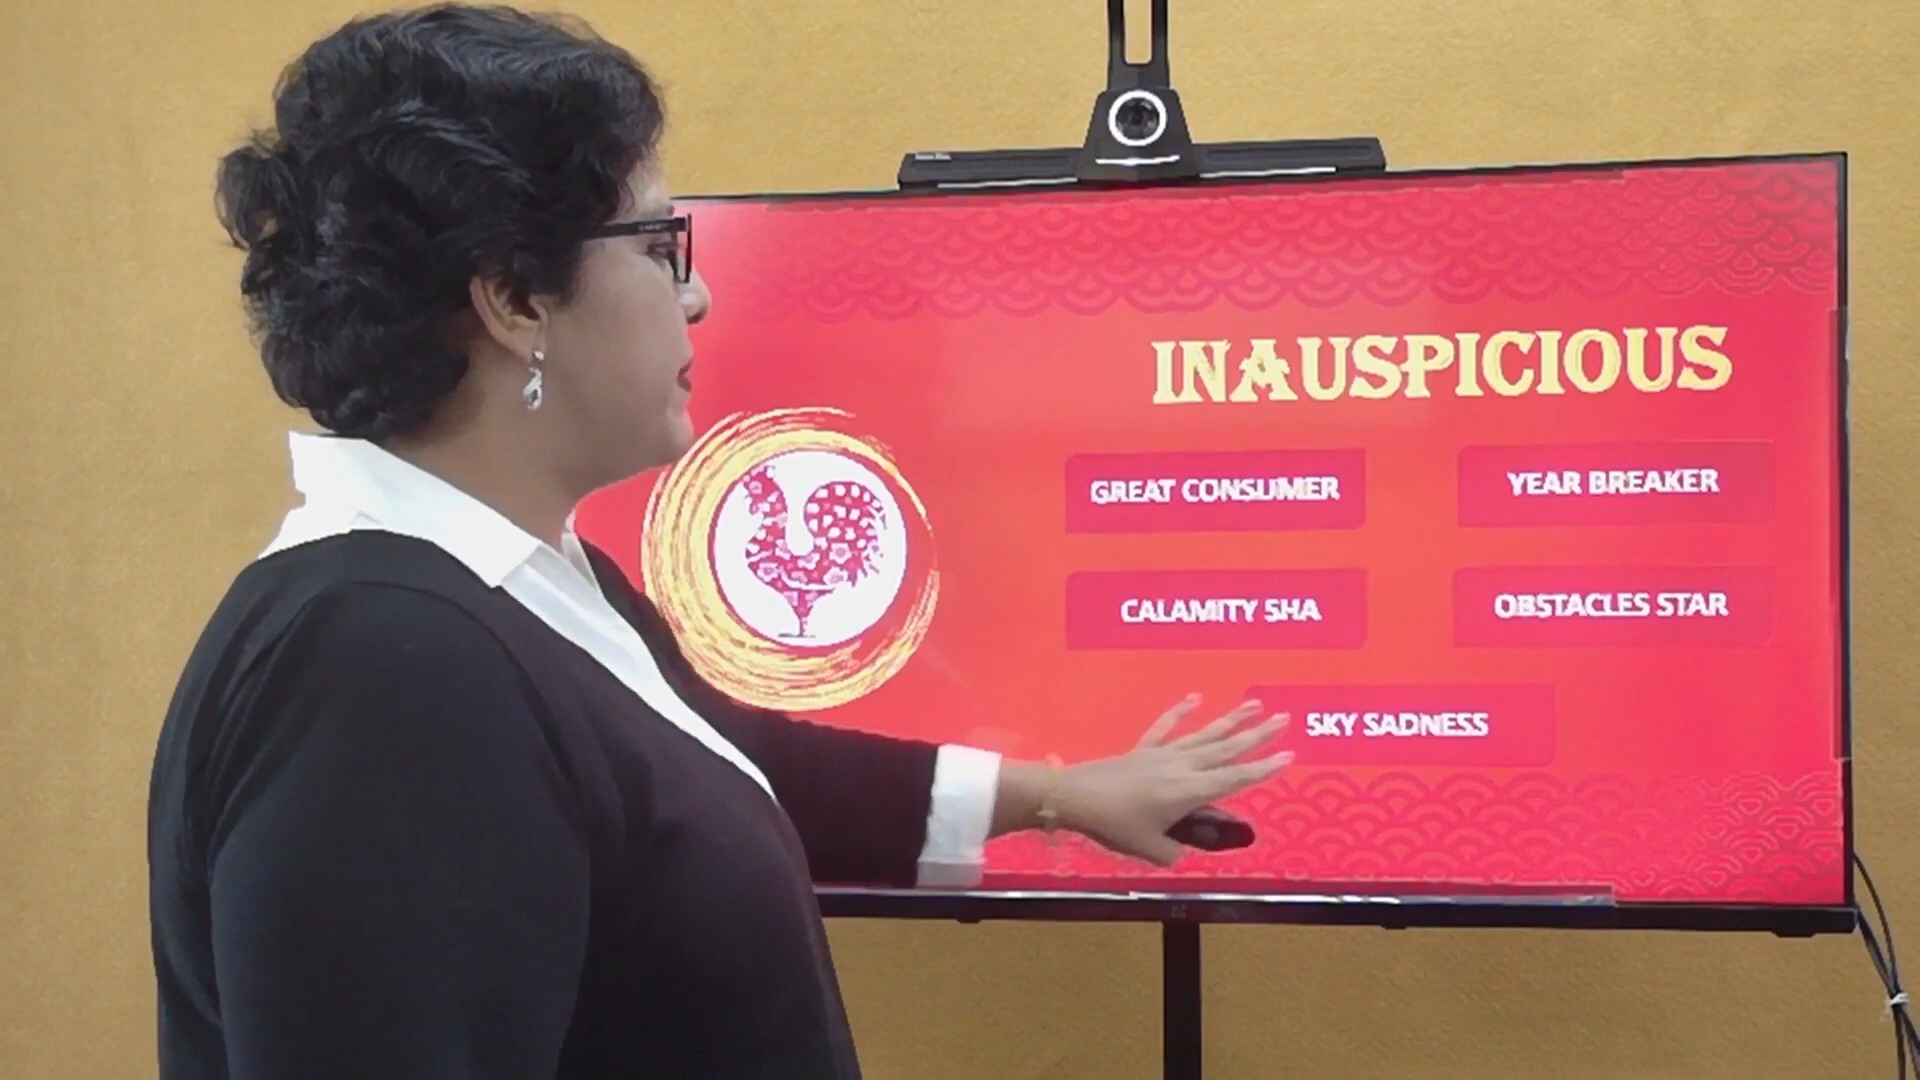 INAUSPICIOUS
GREAT CONSUMER
YEAR BREAKER
CALAMITY SHA
OBSTACLES STAR
SKY SADNESS